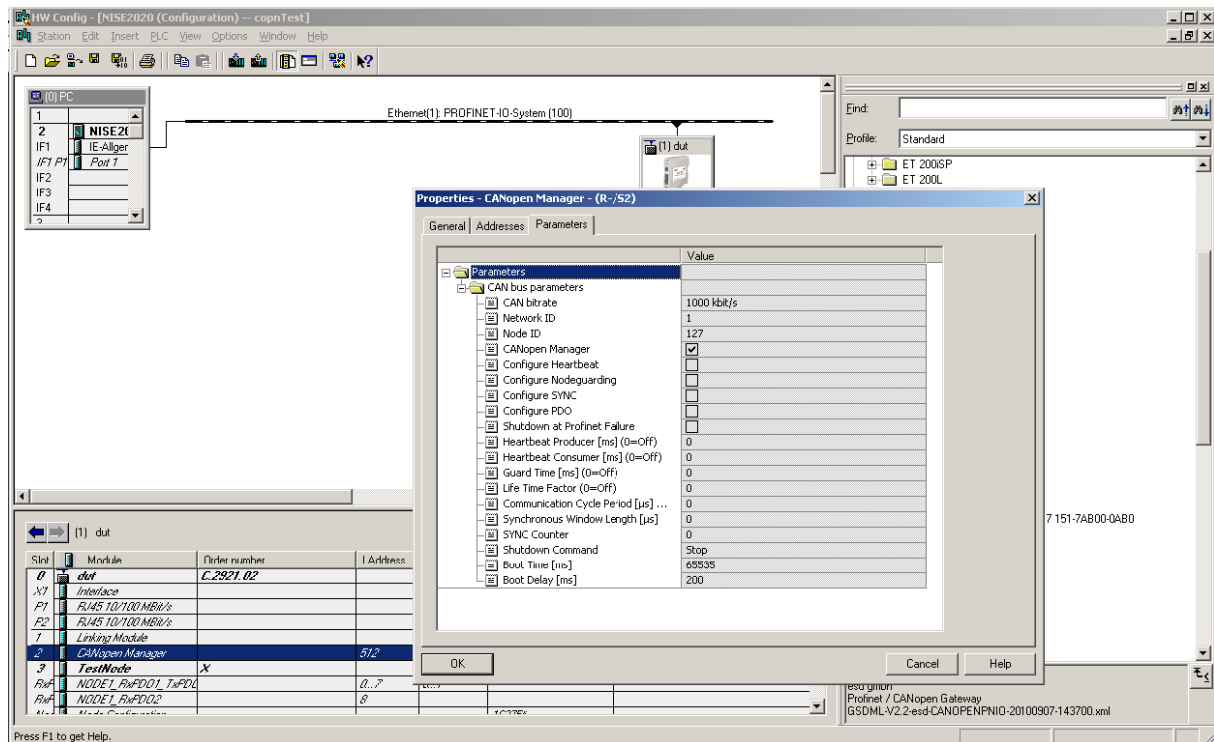 HW Config - [NISE2020 (Configuration) -- copnTest]
Station Edit Insert PLC View Options Window Help
(0) PC
1
2 NISE2(
IF1 IE-Allger
IF1 P1 Port 1
IF2
IF3
IF4
Ethernet(1): PROFINET-IO-System (100)
(1) dut
Find:
Profile: Standard
ET 200iSP
ET 200L
Properties - CANopen Manager - (R-/S2)
General Addresses Parameters
Value
Parameters
CAN bus parameters
CAN bitrate 1000 kbit/s
Network ID 1
Node ID 127
CANopen Manager
Configure Heartbeat
Configure Nodeguarding
Configure SYNC
Configure PDO
Shutdown at Profinet Failure
Heartbeat Producer [ms] (0=Off) 0
Heartbeat Consumer [ms] (0=Off) 0
Guard Time [ms] (0=Off) 0
Life Time Factor (0=Off) 0
Communication Cycle Period [µs] ... 0
Synchronous Window Length [µs] 0
SYNC Counter 0
Shutdown Command Stop
Boot Time [ms] 65535
Boot Delay [ms] 200
OK Cancel Help
7 151-7AB00-0AB0
(1) dut
Slot Module Order number I Address
0 dut C.2921.02
X1 Interface
P1 RJ45 10/100 MBit/s
P2 RJ45 10/100 MBit/s
1 Linking Module
2 CANopen Manager 512
3 TestNode X
RxP NODE1_RxPDO1_TxPDO 0...7 0...7
RxP NODE1_RxPDO2 8
Node Configuration
esd gmbh
Profinet / CANopen Gateway
GSDML-V2.2-esd-CANOPENPNIO-20100907-143700.xml
Press F1 to get Help.